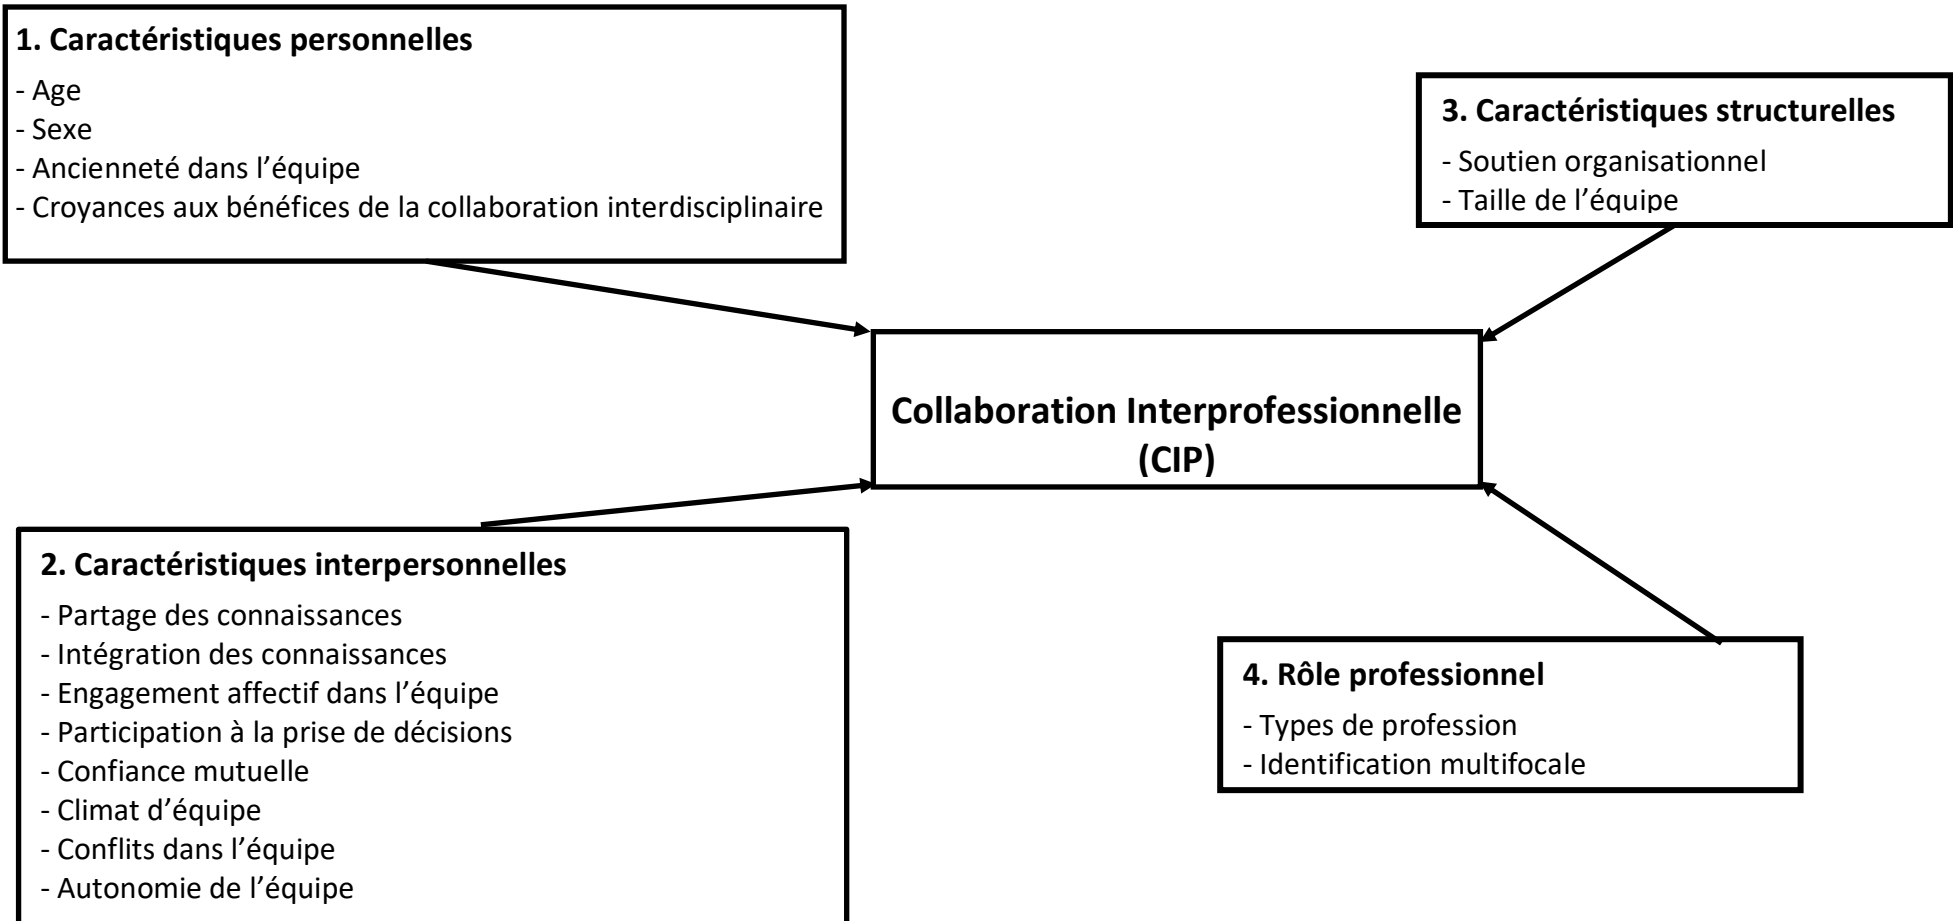 1. Caractéristiques personnelles
- Age
- Sexe
- Ancienneté dans l’équipe
- Croyances aux bénéfices de la collaboration interdisciplinaire
3. Caractéristiques structurelles
- Soutien organisationnel
- Taille de l’équipe
Collaboration Interprofessionnelle
(CIP)
2. Caractéristiques interpersonnelles
- Partage des connaissances
- Intégration des connaissances
- Engagement affectif dans l’équipe
- Participation à la prise de décisions
- Confiance mutuelle
- Climat d’équipe
- Conflits dans l’équipe
- Autonomie de l’équipe
4. Rôle professionnel
- Types de profession
- Identification multifocale